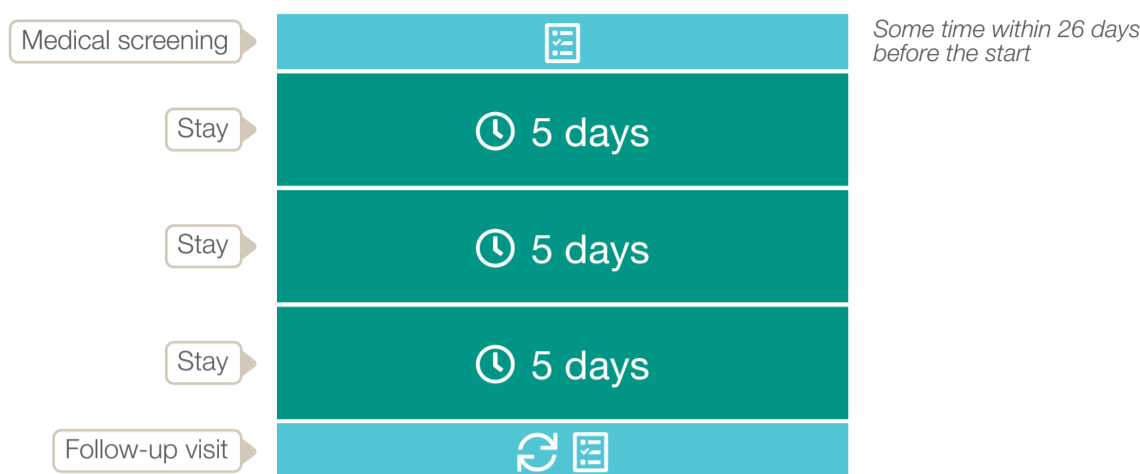 Medical screening
Some time within 26 days
before the start
Stay
5 days
Stay
5 days
Stay
5 days
Follow-up visit